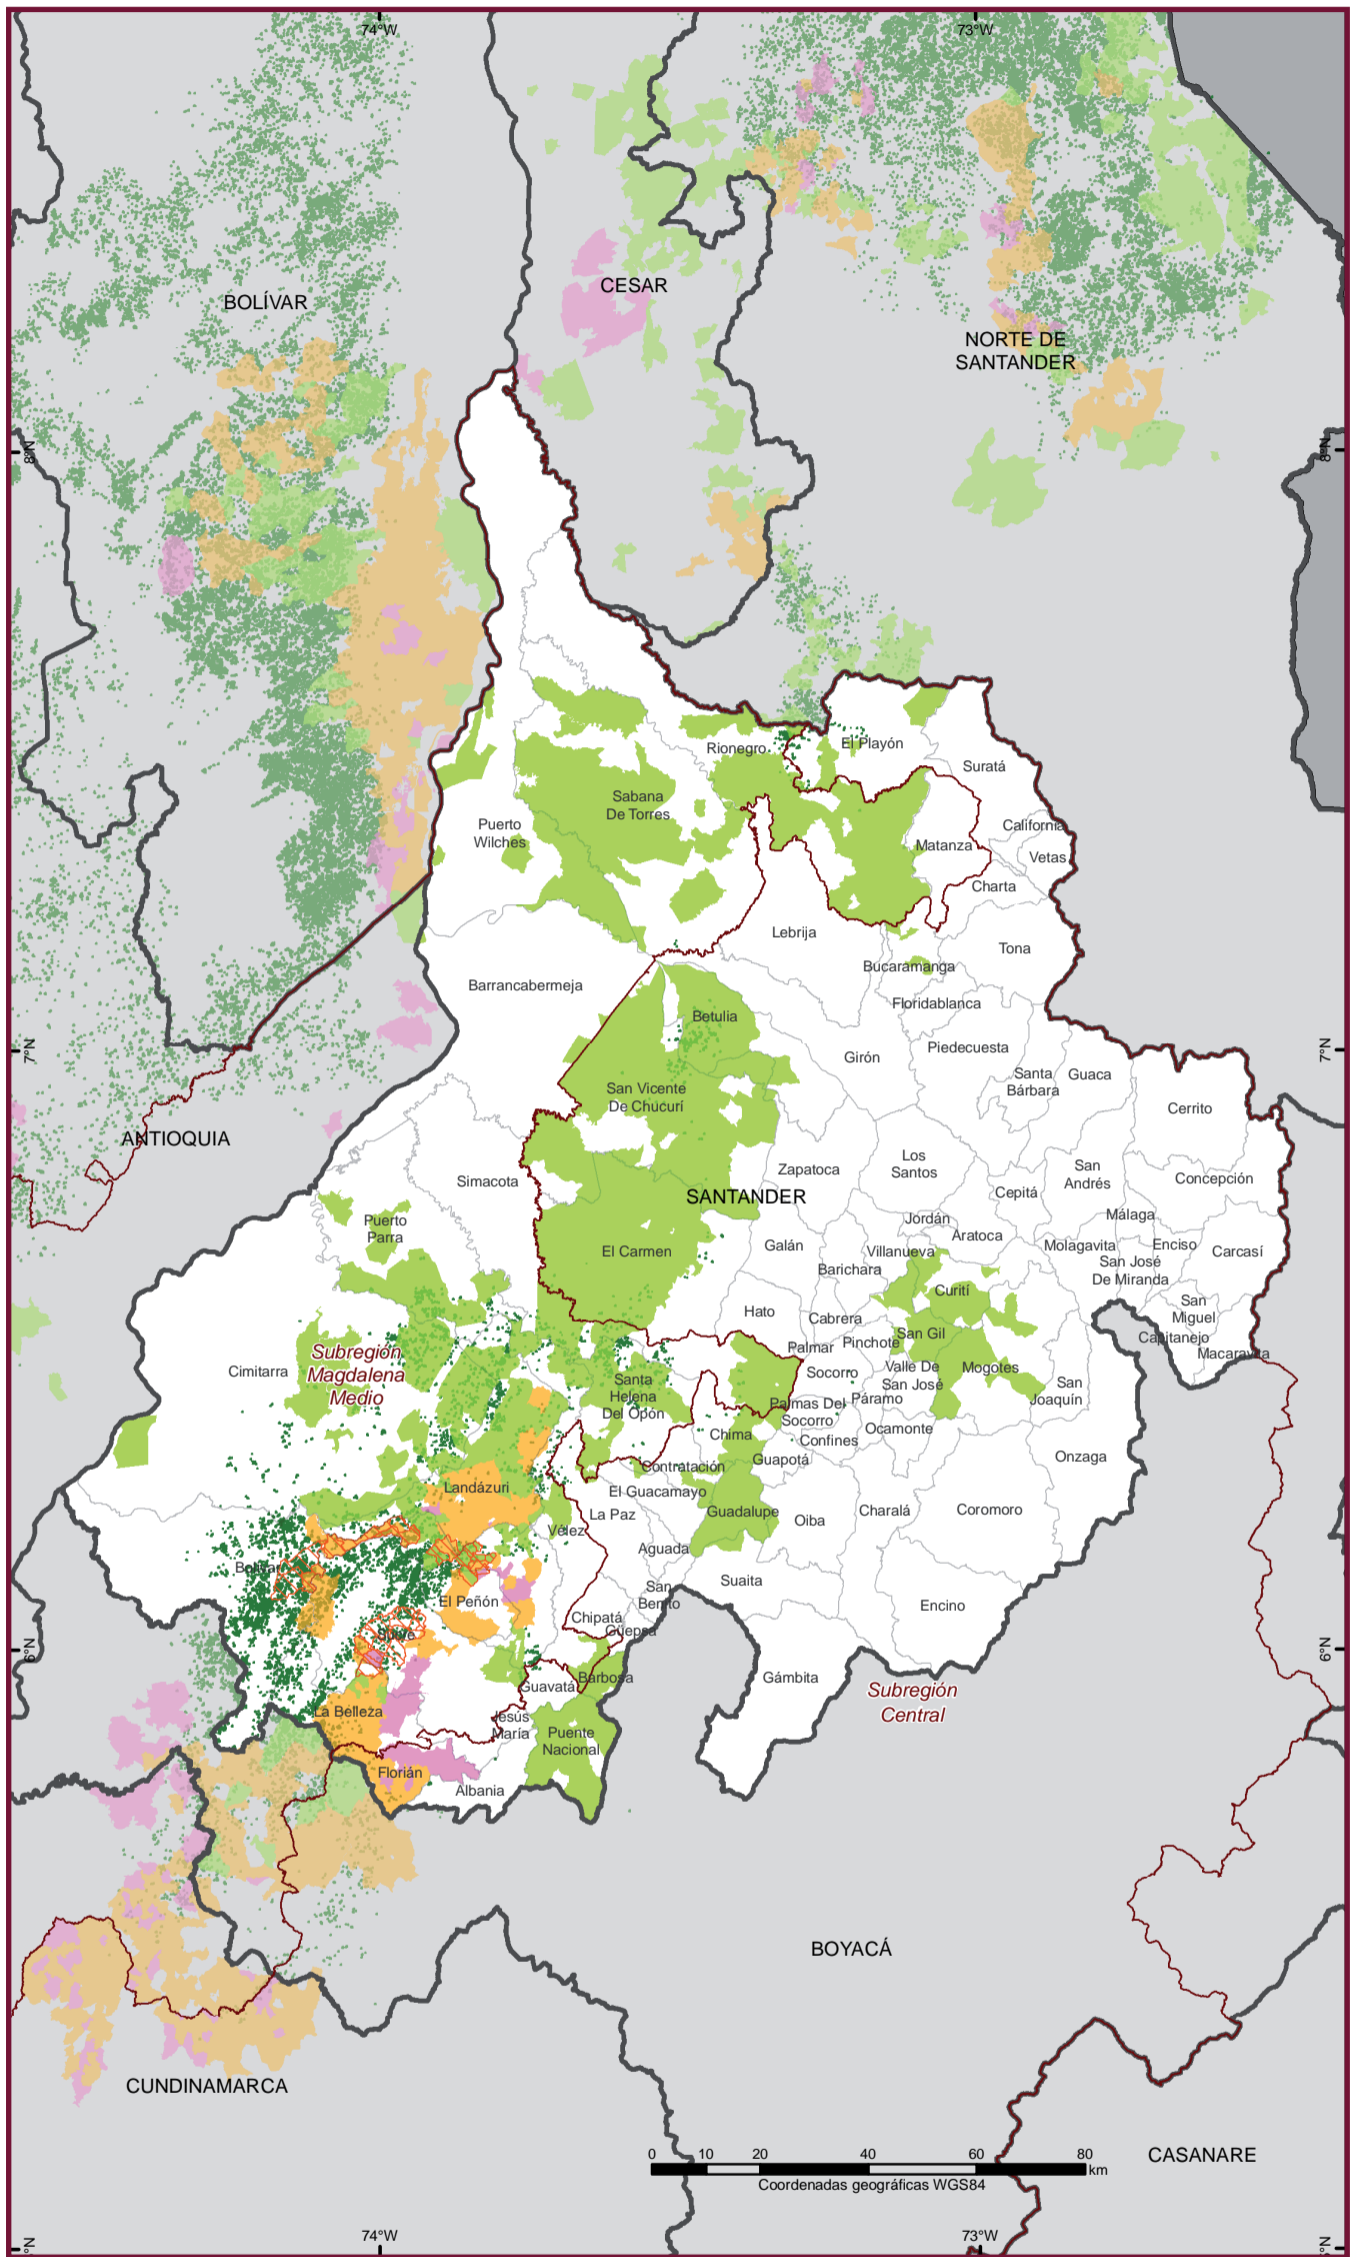 74°W
73°W
BOLÍVAR
CESAR
NORTE DE
SANTANDER
8°N
8°N
El Playón
Rionegro
Suratá
Sabana
De Torres
Puerto
Wilches
California
Matanza
Vetas
Charta
Lebrija
Tona
Bucaramanga
Barrancabermeja
Floridablanca
Betulia
7°N
7°N
Piedecuesta
Girón
Santa
Bárbara
Guaca
San Vicente
De Chucurí
Cerrito
ANTIOQUIA
Los
Santos
Zapatoca
San
Andrés
Concepción
Simacota
SANTANDER
Cepitá
Málaga
Jordán
Puerto
Parra
Aratoca
Galán
Villanueva
El Carmen
Molagavita
Enciso
Carcasí
San José
De Miranda
Barichara
Curití
San
Miguel
Hato
Cabrera
San Gil
Capitanejo
Pinchote
Palmar
Macaravita
Subregión
Magdalena
Medio
Cimitarra
Socorro
Valle De
San José
Mogotes
Santa
Helena
Del Opón
San
Joaquín
Páramo
Palmas Del
Socorro
Chima
Ocamonte
Confines
Onzaga
Guapotá
Contratación
Landázuri
El Guacamayo
La Paz
Guadalupe
Oiba
Charalá
Coromoro
Vélez
Aguada
Bolívar
Suaita
San
Benito
El Peñón
Encino
Chipatá
Güepsa
Sucre
6°N
6°N
Barbosa
Gámbita
Guavatá
Subregión
Central
La Belleza
Jesús
María
Puente
Nacional
Florián
Albania
BOYACÁ
CUNDINAMARCA
CASANARE
0 10 20 40 60 80
km
Coordenadas geográficas WGS84
74°W
73°W
°N
°N